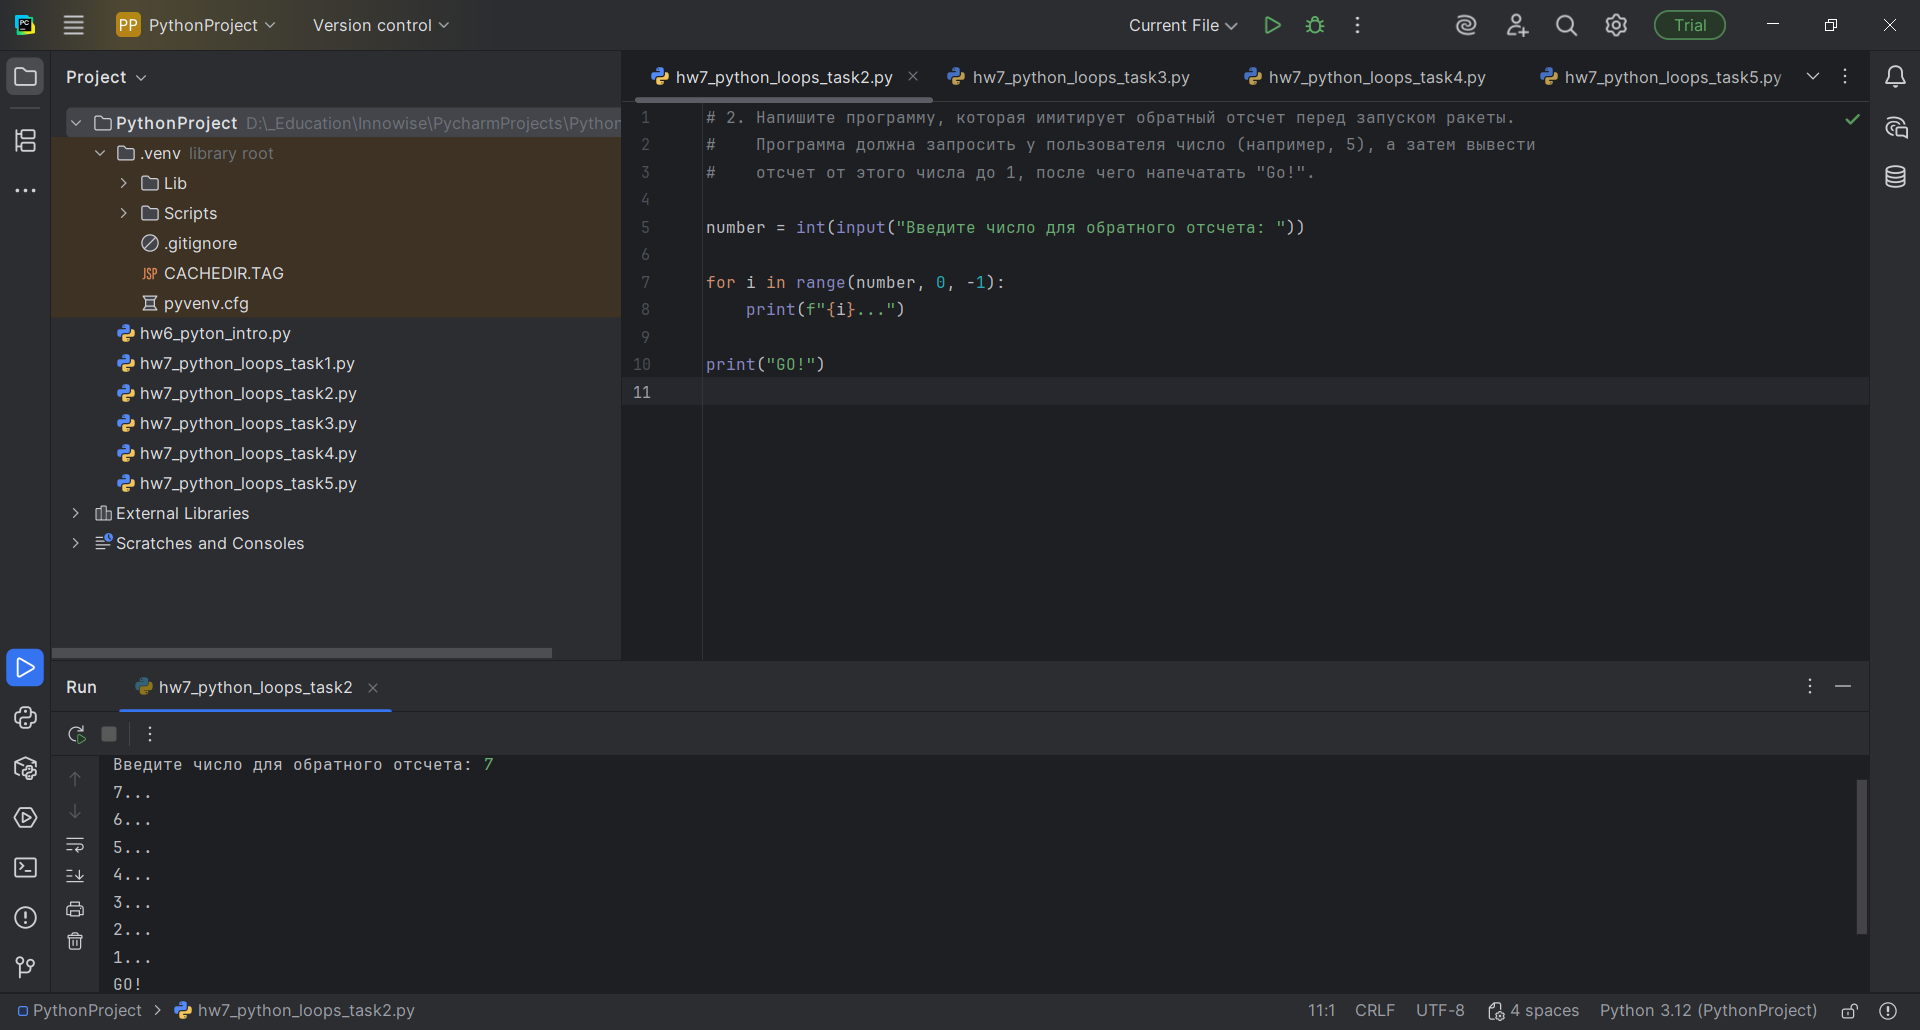 PC
PP PythonProject
Version control
Current File
Trial
Project
PythonProject D:\_Education\Innowise\PycharmProjects\Python
.venv library root
Lib
Scripts
.gitignore
JSP CACHEDIR.TAG
pyvenv.cfg
hw6_pyton_intro.py
hw7_python_loops_task1.py
hw7_python_loops_task2.py
hw7_python_loops_task3.py
hw7_python_loops_task4.py
hw7_python_loops_task5.py
External Libraries
Scratches and Consoles
hw7_python_loops_task2.py
hw7_python_loops_task3.py
hw7_python_loops_task4.py
hw7_python_loops_task5.py
1 # 2. Напишите программу, которая имитирует обратный отсчет перед запуском ракеты.
2 #    Программа должна запросить у пользователя число (например, 5), а затем вывести
3 #    отсчет от этого числа до 1, после чего напечатать "Go!".
4
5 number = int(input("Введите число для обратного отсчета: "))
6
7 for i in range(number, 0, -1):
8     print(f"{i}...")
9
10 print("GO!")
11
Run
hw7_python_loops_task2
Введите число для обратного отсчета: 7
7...
6...
5...
4...
3...
2...
1...
GO!
PythonProject
hw7_python_loops_task2.py
11:1
CRLF
UTF-8
4 spaces
Python 3.12 (PythonProject)